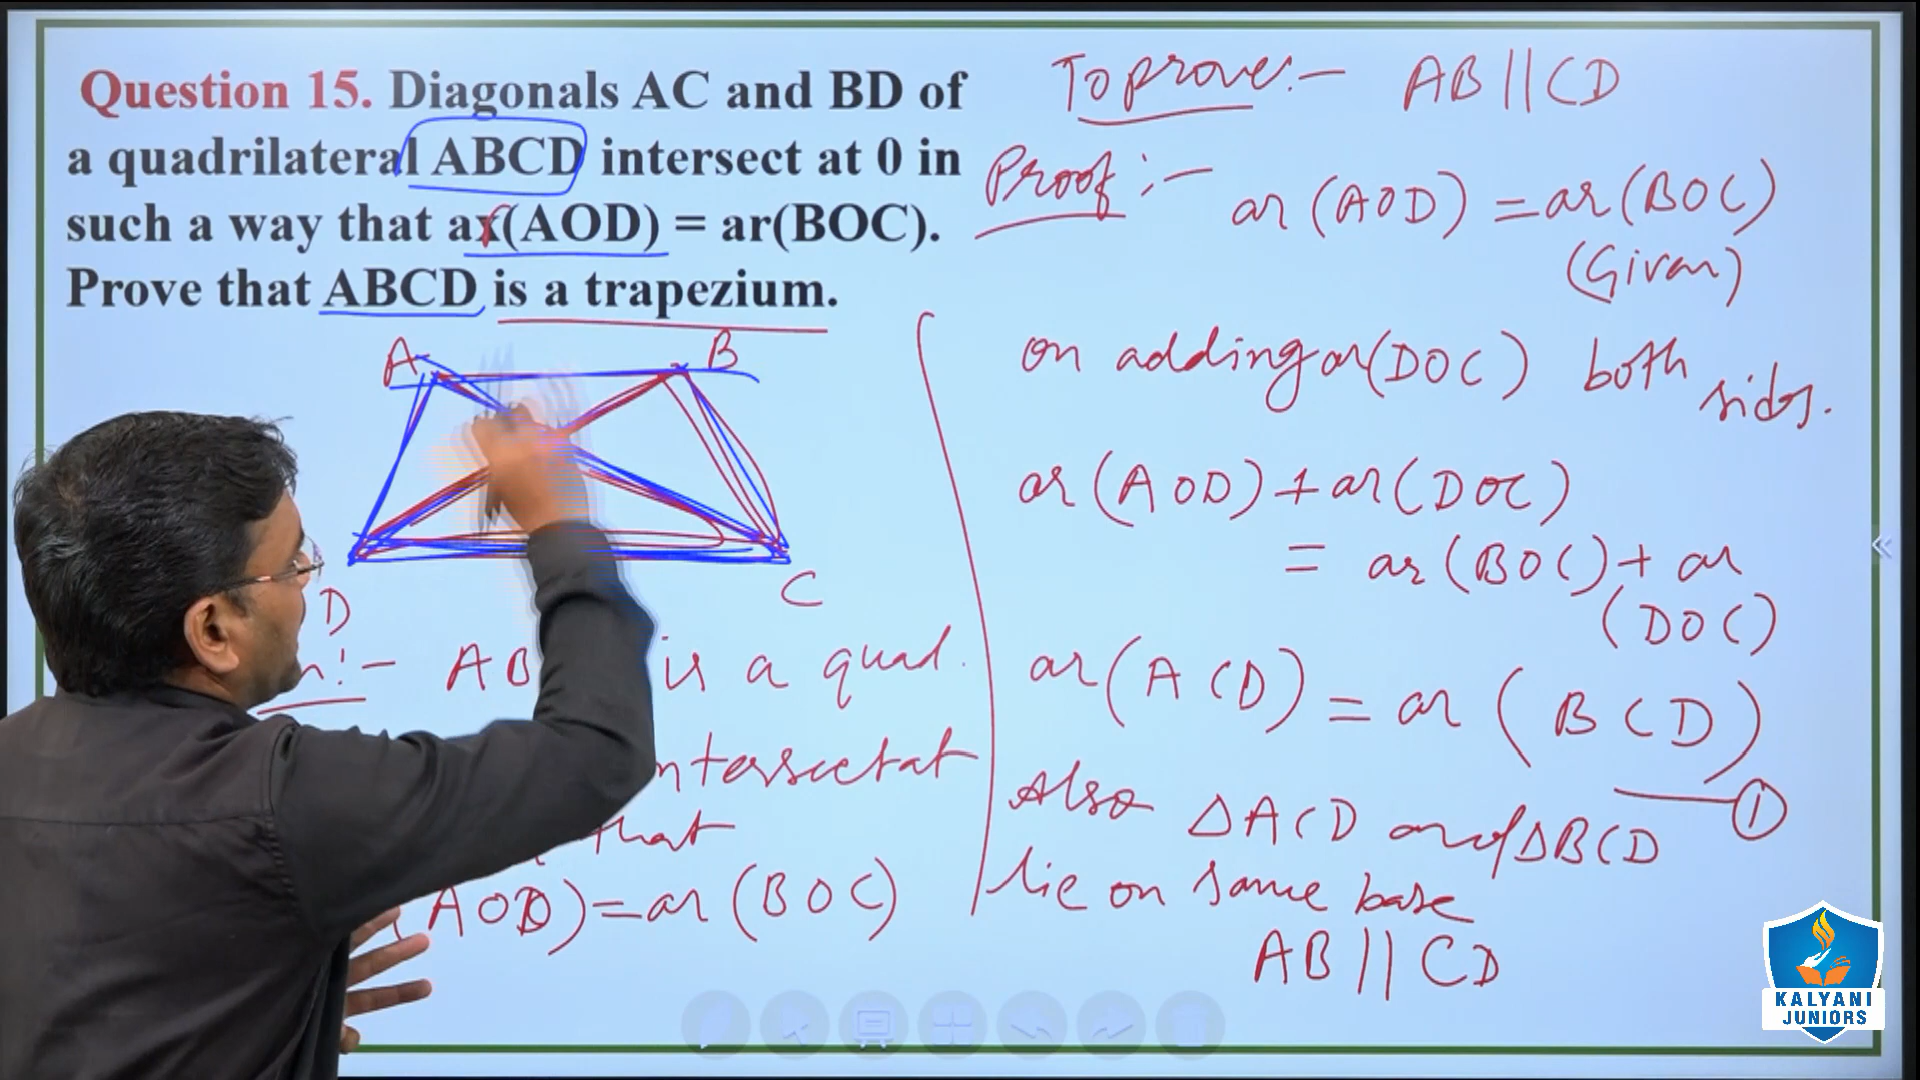 Question 15. Diagonals AC and BD of
a quadrilateral ABCD intersect at 0 in
such a way that ar(AOD) = ar(BOC).
Prove that ABCD is a trapezium.
A
B
D
C
:- AB is a qual.
ntersect at
that
(AOD) = ar (BOC)
To prove:- AB || CD
Proof:- ar (AOD) = ar (BOC)
(Given)
on adding ar(DOC) both sides.
ar (AOD) + ar (DOC)
= ar (BOC) + ar
(DOC)
ar (ACD) = ar (BCD)
1
Also ΔACD and ΔBCD
lie on same base
AB || CD
KALYANI
JUNIORS